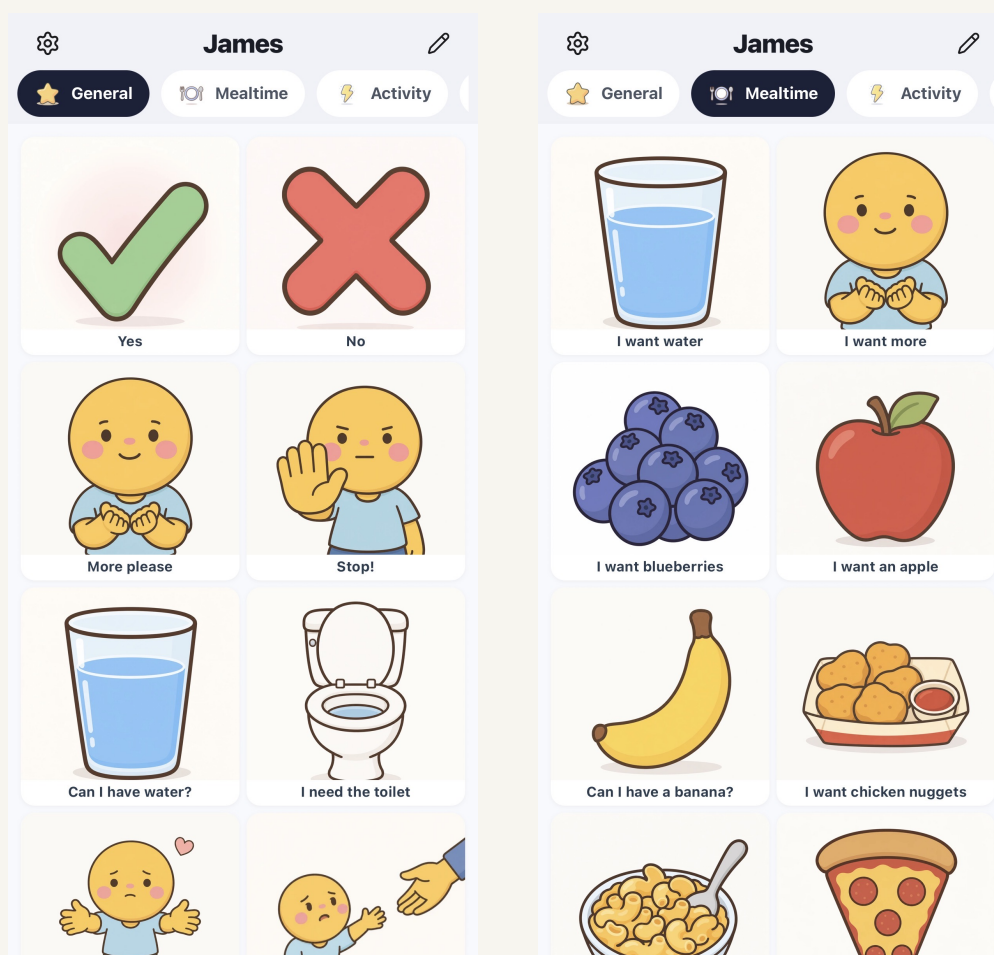 James
General
Mealtime
Activity
Yes
No
More please
Stop!
Can I have water?
I need the toilet
James
General
Mealtime
Activity
I want water
I want more
I want blueberries
I want an apple
Can I have a banana?
I want chicken nuggets